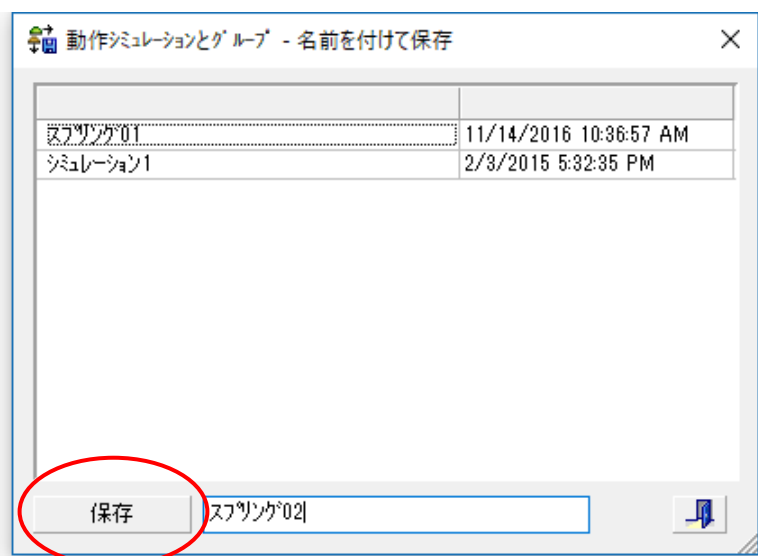 動作ｼﾐｭﾚｰｼｮﾝとｸﾞﾙｰﾌﾟ - 名前を付けて保存
ｽﾌﾟﾘﾝｸﾞ01 11/14/2016 10:36:57 AM
ｼﾐｭﾚｰｼｮﾝ1 2/3/2015 5:32:35 PM
保存 ｽﾌﾟﾘﾝｸﾞ02